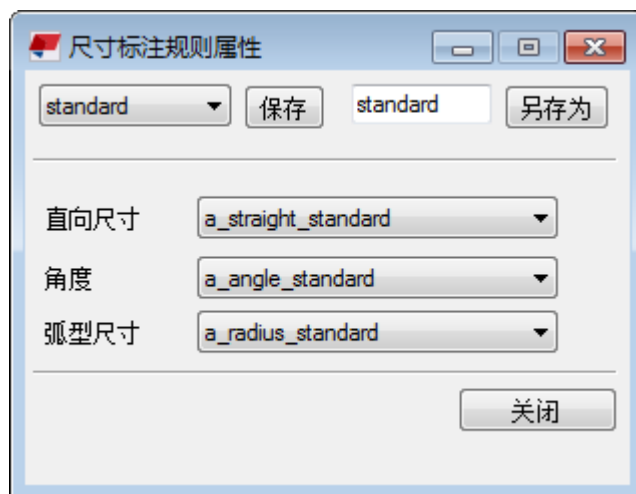 尺寸标注规则属性
standard 保存 standard 另存为
直向尺寸 a_straight_standard
角度 a_angle_standard
弧型尺寸 a_radius_standard
关闭